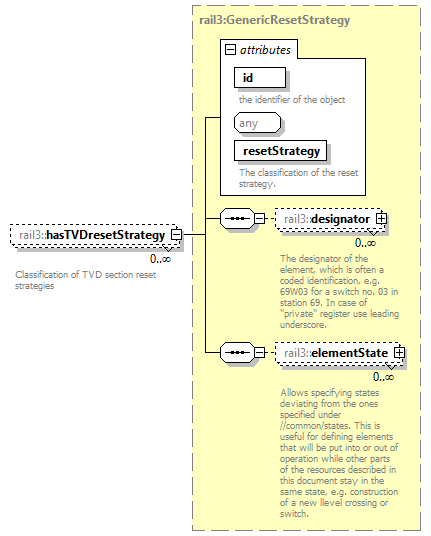 rail3:GenericResetStrategy
attributes
id
the identifier of the object
any
resetStrategy
The classification of the reset
strategy.
rail3::designator
0..∞
The designator of the
element, which is often a
coded identification, e.g.
69W03 for a switch no. 03 in
station 69. In case of
"private" register use leading
underscore.
rail3::hasTVDresetStrategy
0..∞
Classification of TVD section reset
strategies
rail3::elementState
0..∞
Allows specifying states
deviating from the ones
specified under
//common/states. This is
useful for defining elements
that will be put into or out of
operation while other parts
of the resources described in
this document stay in the
same state, e.g. construction
of a new llevel crossing or
switch.